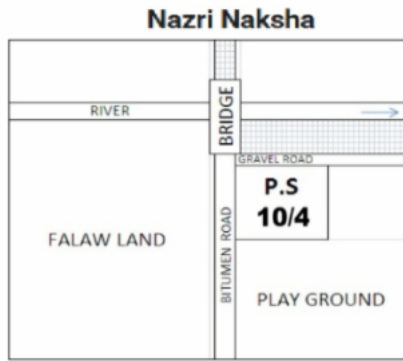 Nazri Naksha
RIVER
BRIDGE
GRAVEL ROAD
P.S
10/4
FALAW LAND
BITUMEN ROAD
PLAY GROUND